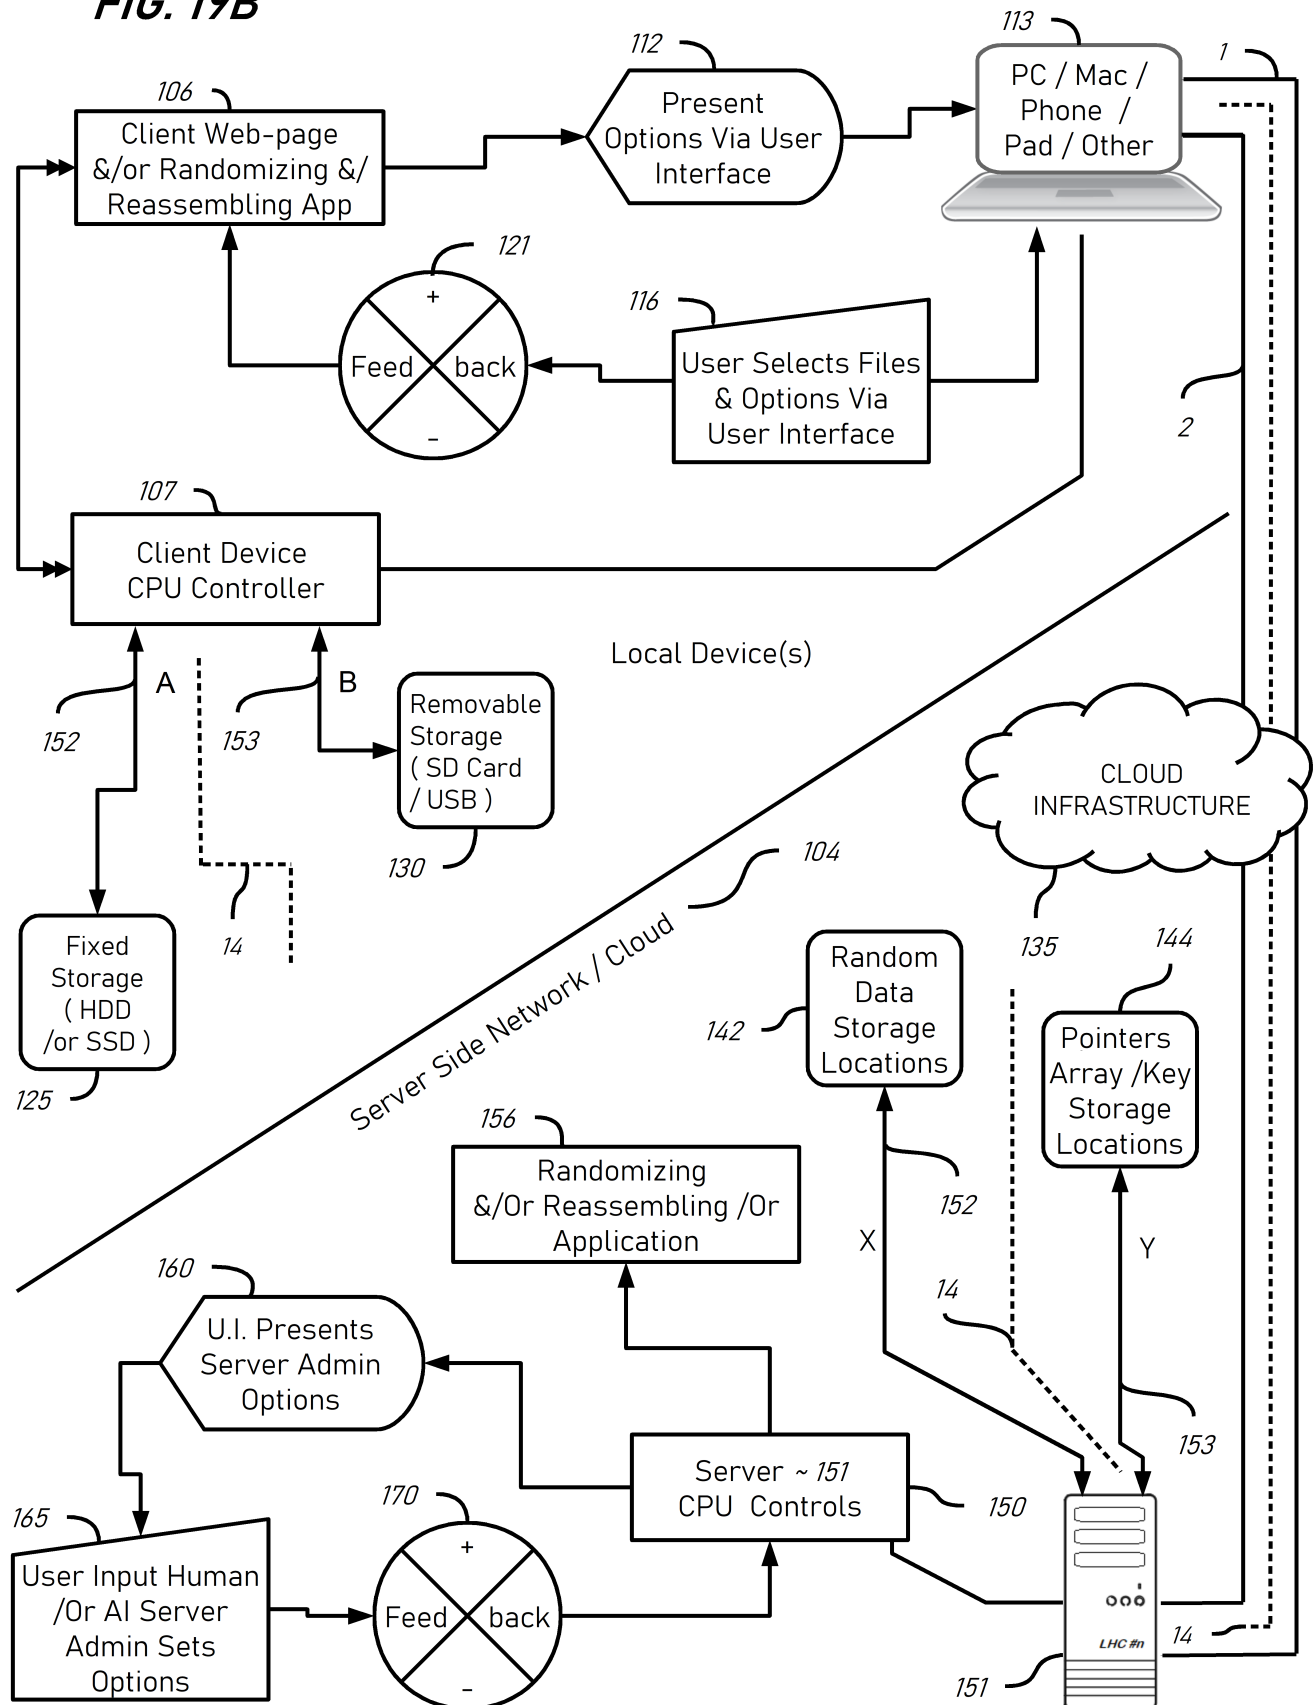 FIG. 19B
113
112
1
106
PC / Mac /
Phone /
Pad / Other
Present
Options Via User
Interface
Client Web-page
&/or Randomizing &/
Reassembling App
121
116
+
Feed
back
-
User Selects Files
& Options Via
User Interface
2
107
Client Device
CPU Controller
Local Device(s)
A
B
152
153
Removable
Storage
( SD Card
/ USB )
130
14
CLOUD
INFRASTRUCTURE
104
135
Fixed
Storage
( HDD
/or SSD )
125
Server Side Network / Cloud
144
Random
Data
Storage
Locations
142
Pointers
Array /Key
Storage
Locations
156
Randomizing
&/Or Reassembling /Or
Application
152
X
Y
14
153
160
U.I. Presents
Server Admin
Options
Server ~ 151
CPU Controls
150
170
165
User Input Human
/Or AI Server
Admin Sets
Options
+
Feed
back
-
LHC #n
14
151